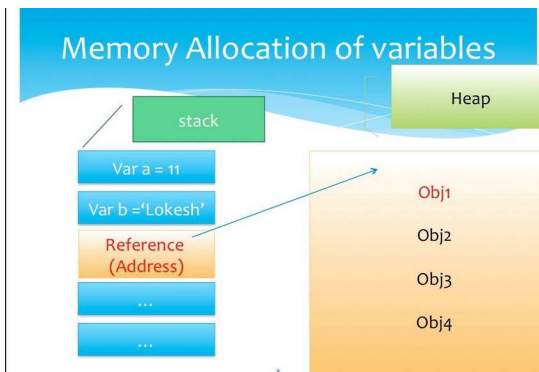 Memory Allocation of variables
Heap
stack
Var a = 11
Var b =‘Lokesh’
Reference
(Address)
...
...
Obj1
Obj2
Obj3
Obj4